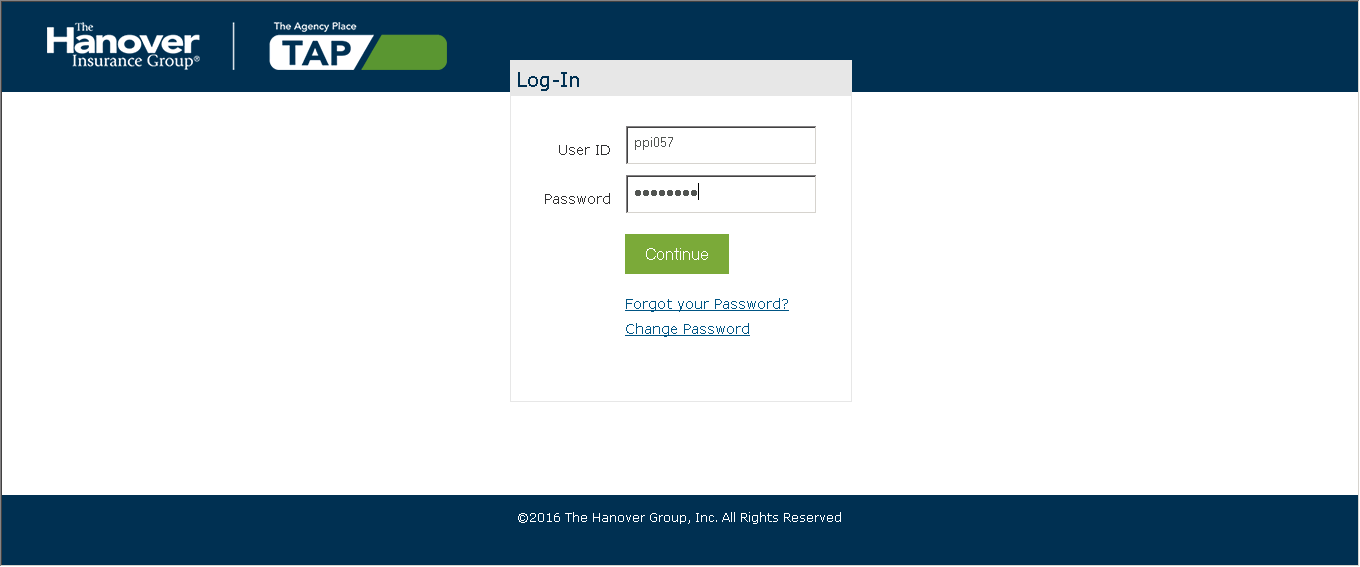 The
Hanover
Insurance Group®
The Agency Place
TAP
Log-In
User ID
ppi057
Password
••••••••
Continue
Forgot your Password?
Change Password
©2016 The Hanover Group, Inc. All Rights Reserved